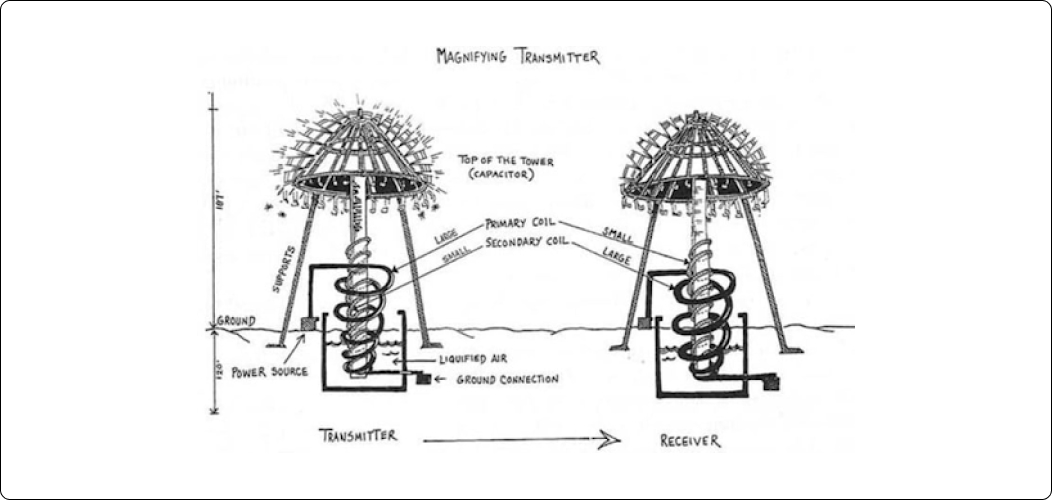 MAGNIFYING TRANSMITTER
TOP OF THE TOWER
(CAPACITOR)
187'
SUPPORTS
LARGE
PRIMARY COIL
SMALL
SMALL
SECONDARY COIL
LARGE
GROUND
120'
POWER SOURCE
LIQUIFIED AIR
GROUND CONNECTION
TRANSMITTER
RECEIVER